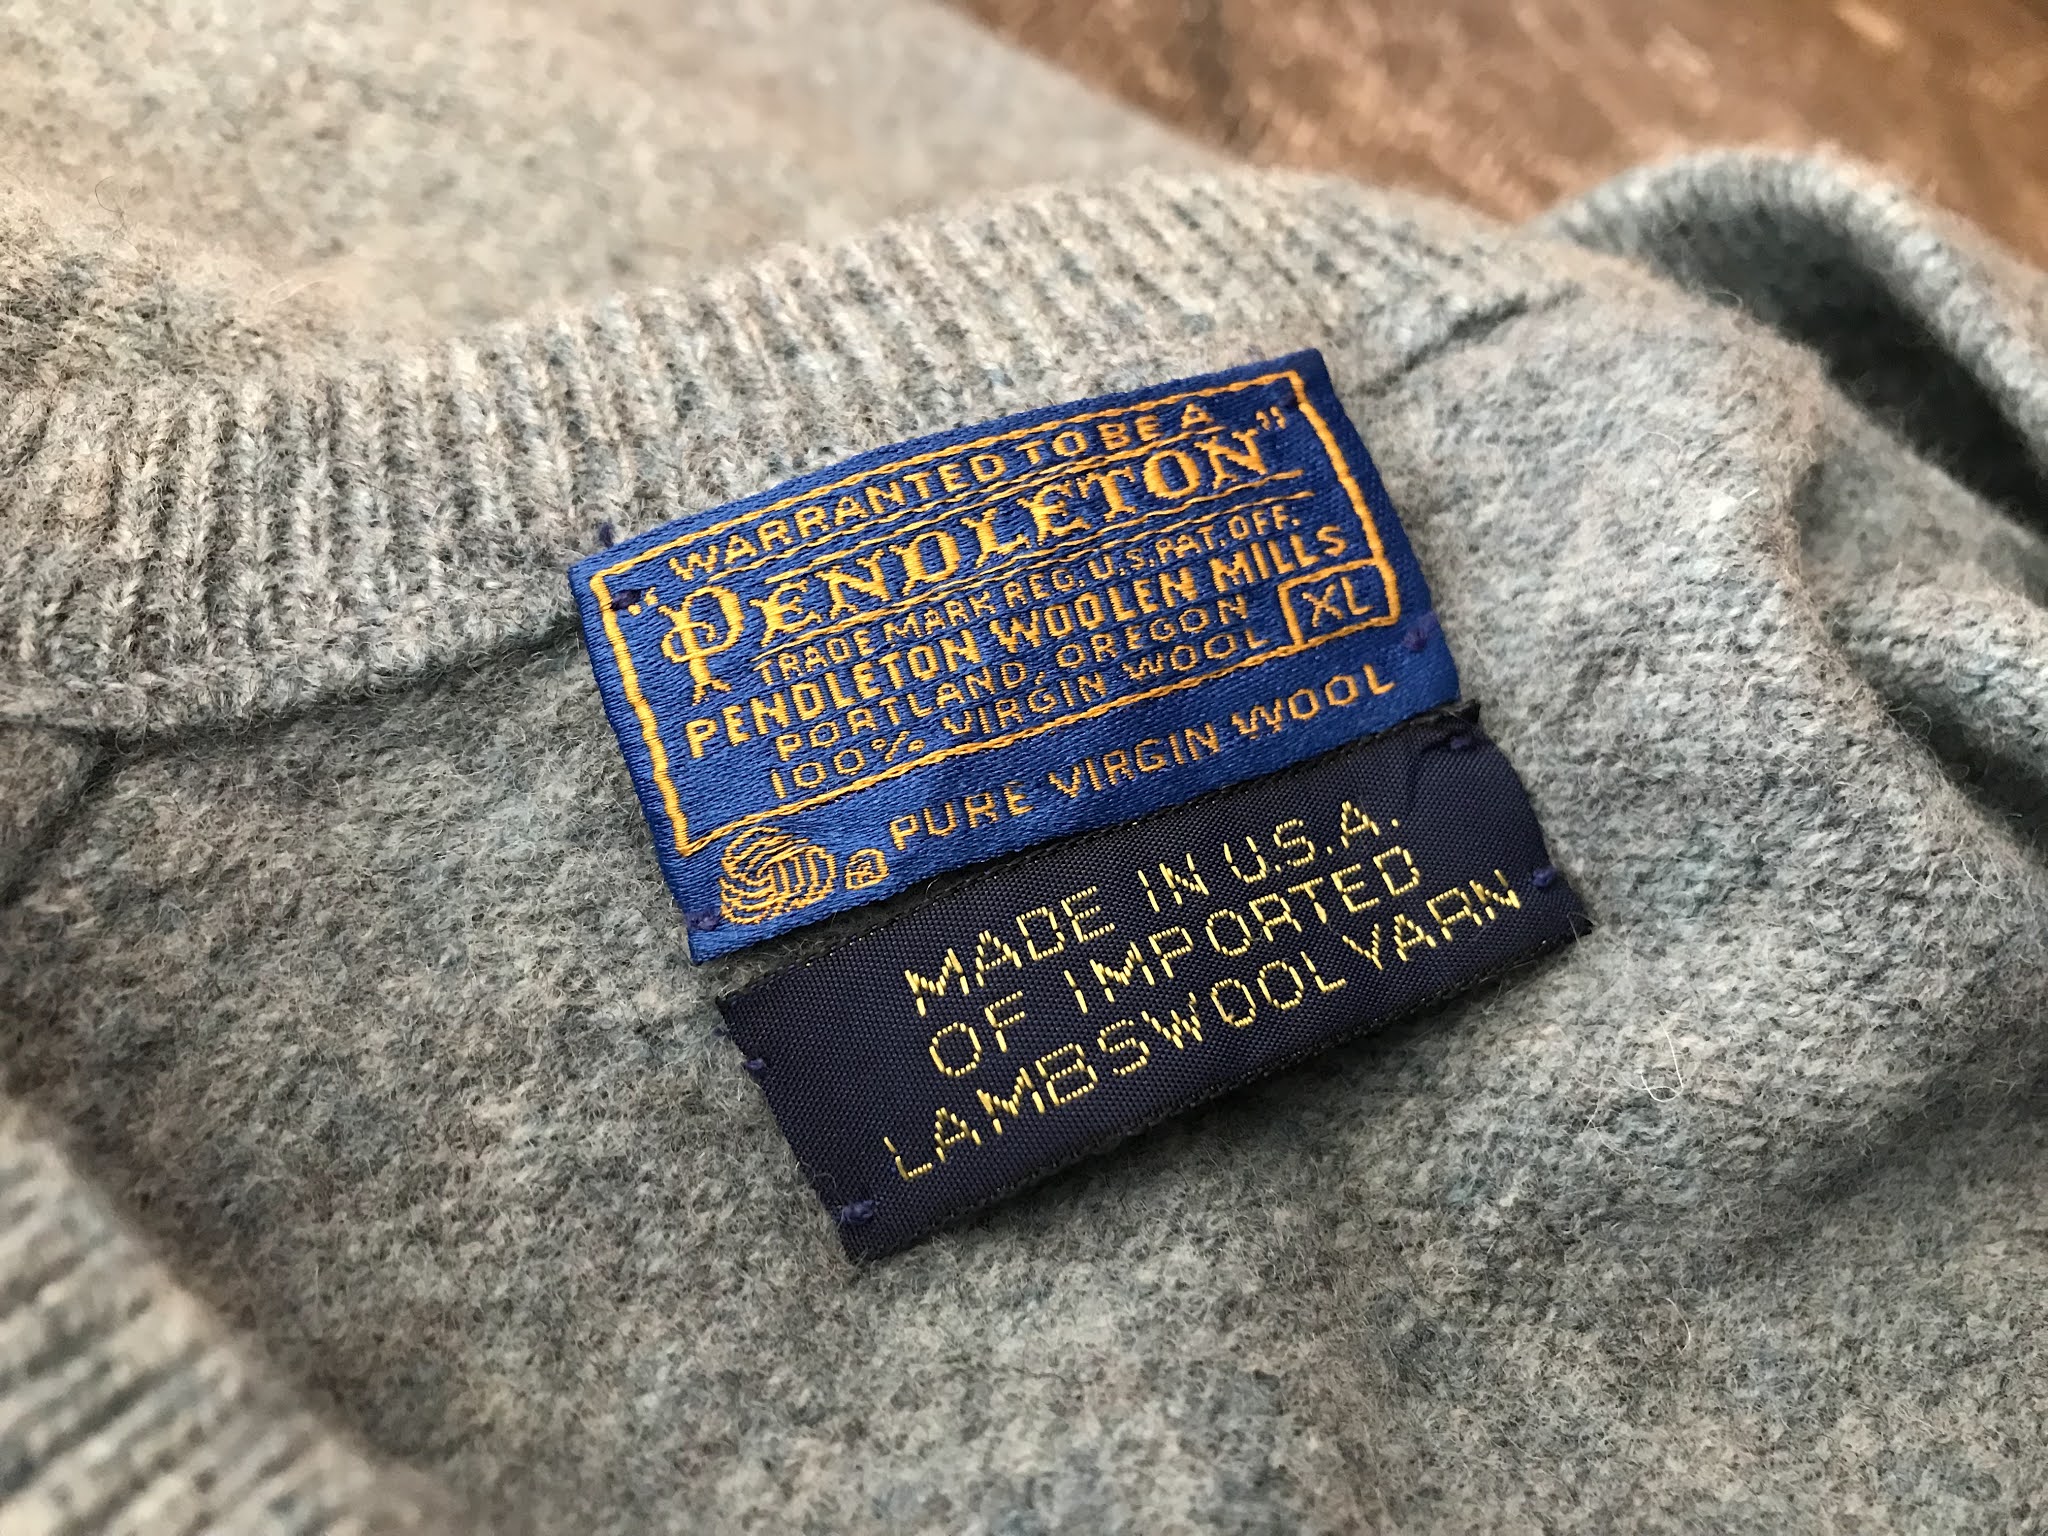 WARRANTED TO BE A
"PENDLETON"
TRADE MARK REG. U.S. PAT. OFF.
PENDLETON WOOLEN MILLS
PORTLAND, OREGON
100% VIRGIN WOOL
XL
R PURE VIRGIN WOOL
MADE IN U.S.A.
OF IMPORTED
LAMBSWOOL YARN